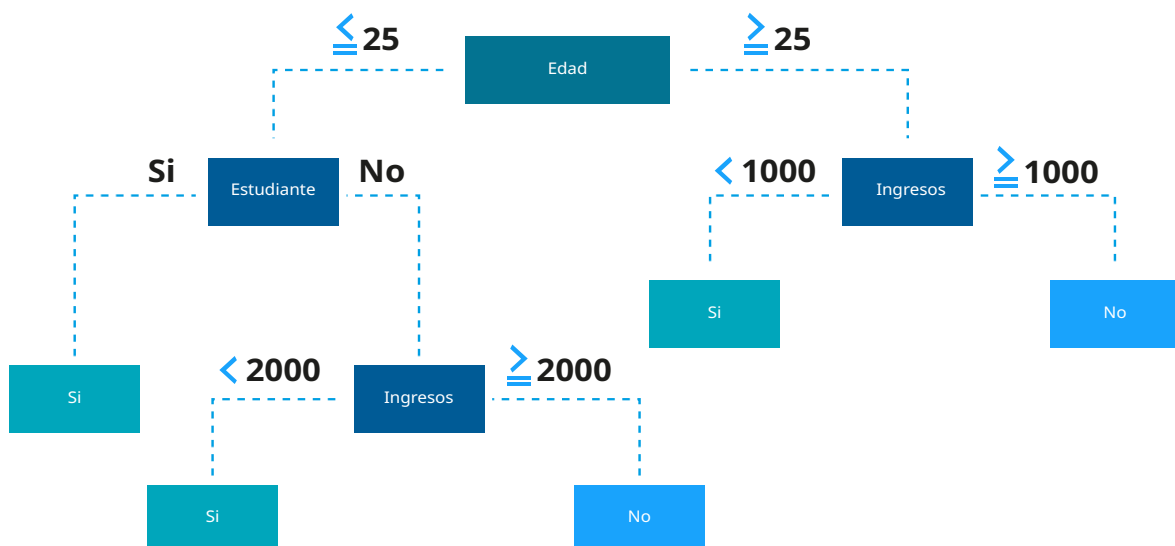 ≦ 25
Edad
≧ 25
Si
Estudiante
No
< 1000
Ingresos
≧ 1000
Si
No
Si
< 2000
Ingresos
≧ 2000
Si
No